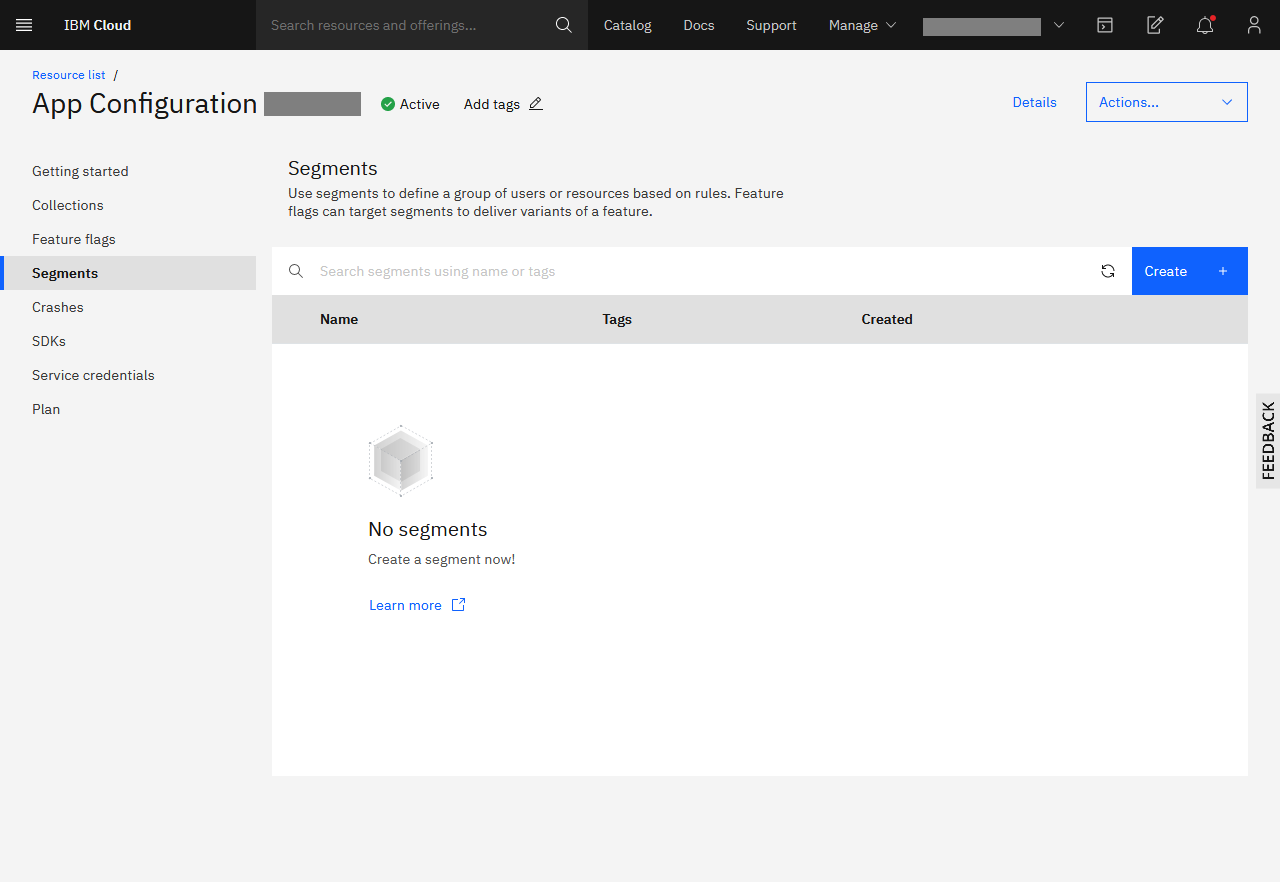 IBM Cloud
Search resources and offerings...
Catalog
Docs
Support
Manage
Resource list /
App Configuration
Active
Add tags
Details
Actions...
Getting started
Collections
Feature flags
Segments
Crashes
SDKs
Service credentials
Plan
Segments
Use segments to define a group of users or resources based on rules. Feature
flags can target segments to deliver variants of a feature.
Search segments using name or tags
Create +
Name Tags Created
No segments
Create a segment now!
Learn more
FEEDBACK